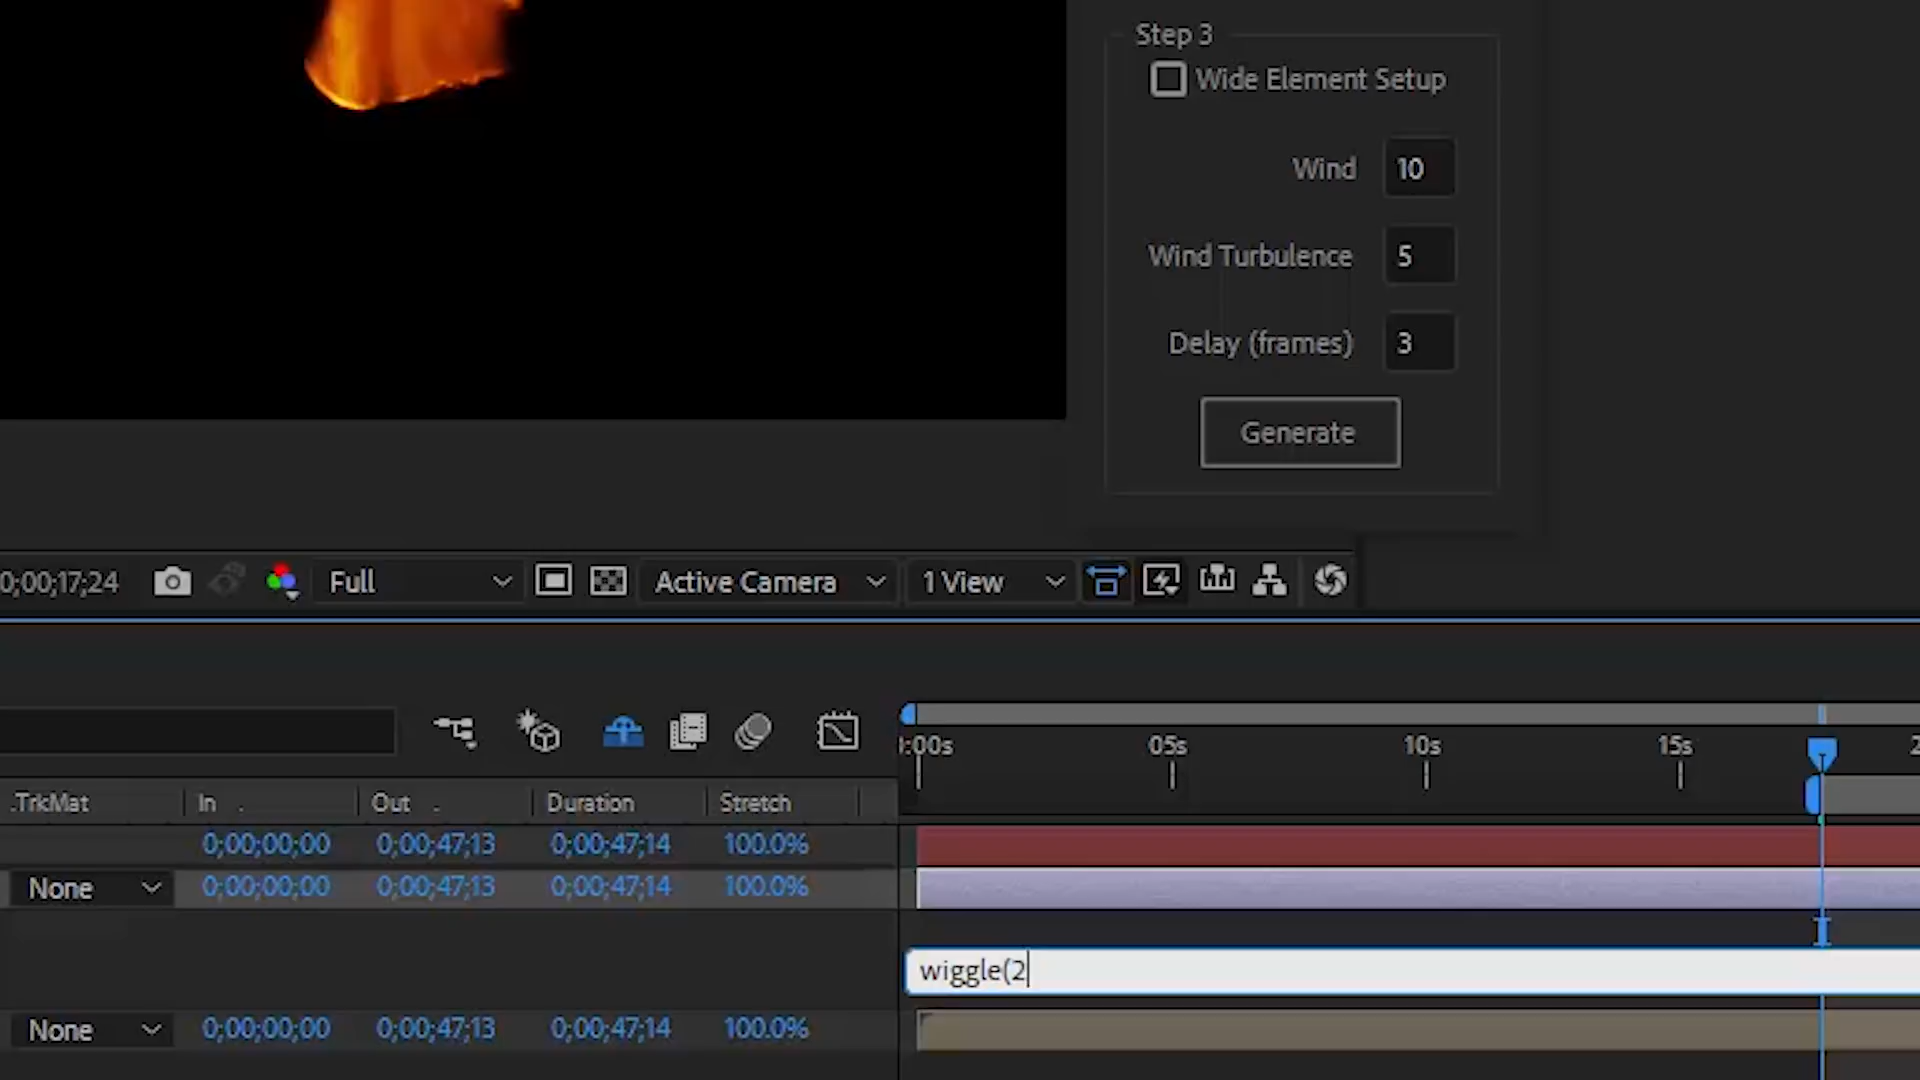 Step 3
Wide Element Setup
Wind 10
Wind Turbulence 5
Delay (frames) 3
Generate
0;00;17;24 Full Active Camera 1 View
:00s 05s 10s 15s 2
TrkMat In Out Duration Stretch
0;00;00;00 0;00;47;13 0;00;47;14 100.0%
None 0;00;00;00 0;00;47;13 0;00;47;14 100.0%
wiggle(2
None 0;00;00;00 0;00;47;13 0;00;47;14 100.0%